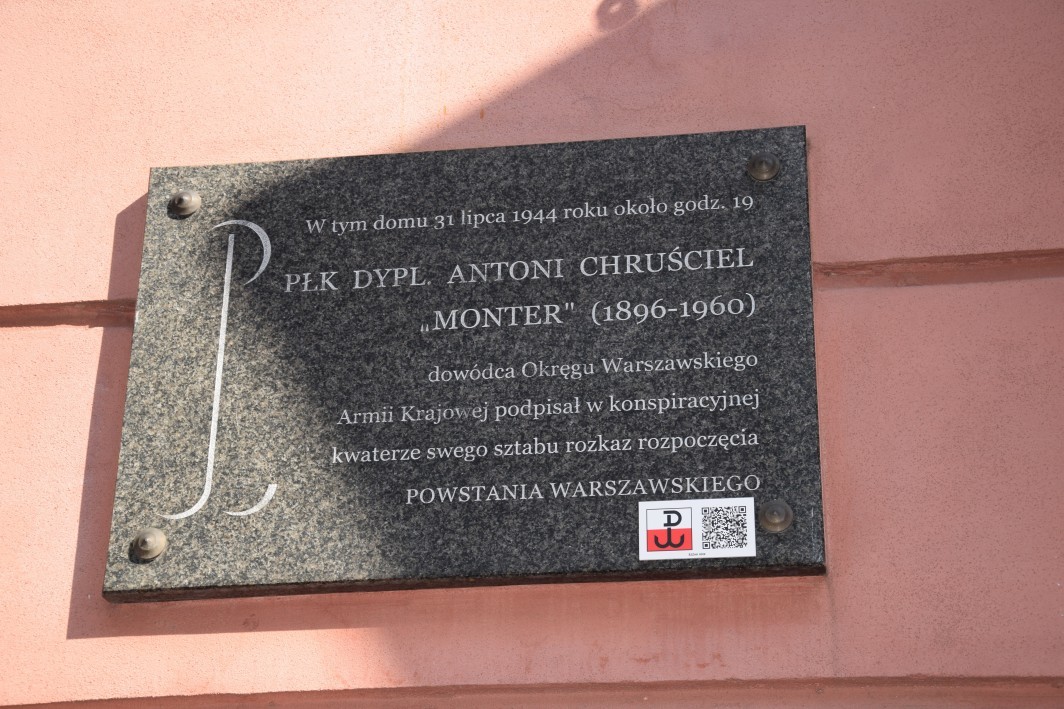 W tym domu 31 lipca 1944 roku około godz. 19
PŁK DYPL. ANTONI CHRUŚCIEL
„MONTER" (1896-1960)
dowódca Okręgu Warszawskiego
Armii Krajowej podpisał w konspiracyjnej
kwaterze swego sztabu rozkaz rozpoczęcia
POWSTANIA WARSZAWSKIEGO